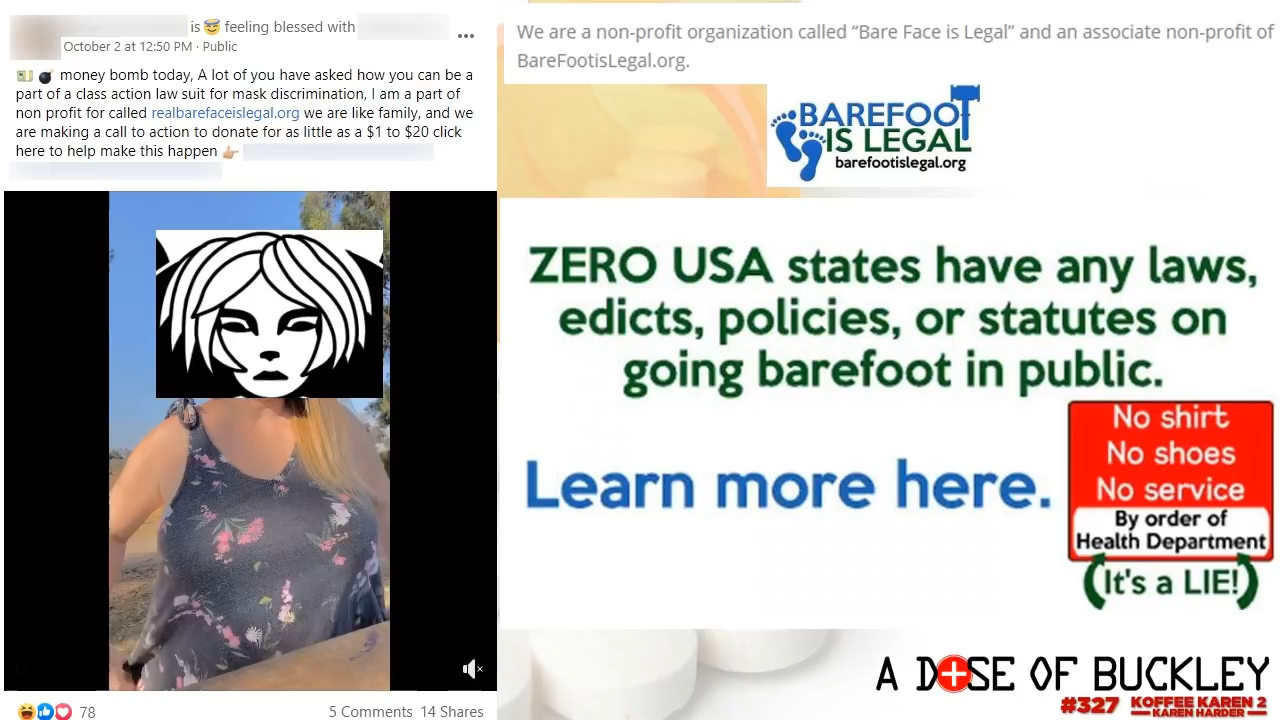 is 😇 feeling blessed with
October 2 at 12:50 PM · Public
💵 💣 money bomb today, A lot of you have asked how you can be a
part of a class action law suit for mask discrimination, I am a part of
non profit for called realbarefaceislegal.org we are like family, and we
are making a call to action to donate for as little as a $1 to $20 click
here to help make this happen 👉
78
5 Comments 14 Shares
We are a non-profit organization called “Bare Face is Legal” and an associate non-profit of
BareFootisLegal.org.
BAREFOOT
IS LEGAL
barefootislegal.org
ZERO USA states have any laws,
edicts, policies, or statutes on
going barefoot in public.
Learn more here.
No shirt
No shoes
No service
By order of
Health Department
(It's a LIE!)
A DOSE OF BUCKLEY
#327 KOFFEE KAREN 2
KAREN HARDER